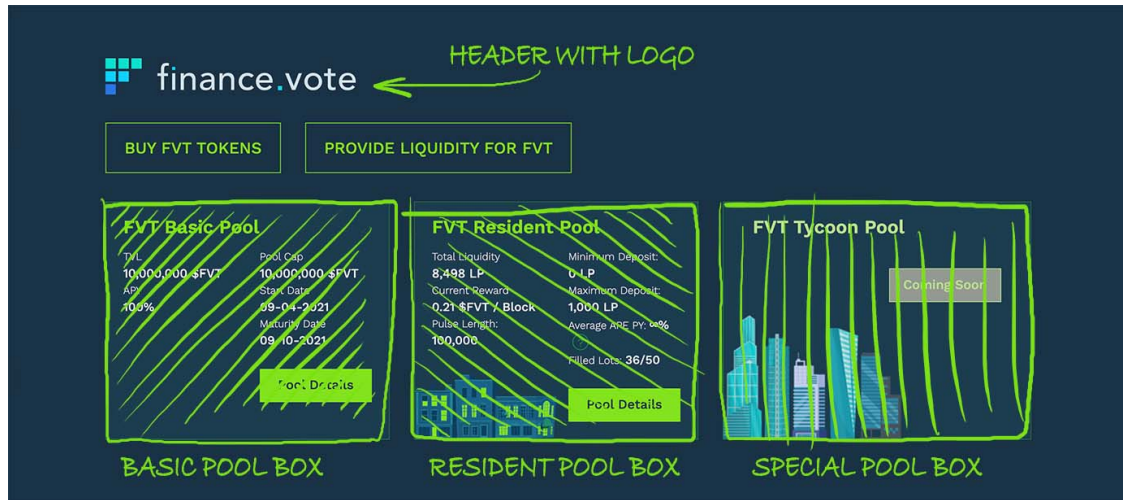 HEADER WITH LOGO
finance.vote
BUY FVT TOKENS
PROVIDE LIQUIDITY FOR FVT
FVT Basic Pool
TVL
10,000,000 $FVT
APY
100%
Pool Cap
10,000,000 $FVT
Start Date
09-04-2021
Maturity Date
09-10-2021
Pool Details
BASIC POOL BOX
FVT Resident Pool
Total Liquidity
8,498 LP
Current Reward
0.21 $FVT / Block
Pulse Length:
100,000
Minimum Deposit:
0 LP
Maximum Deposit:
1,000 LP
Average APE PY: ∞%
?
Filled Lots: 36/50
Pool Details
RESIDENT POOL BOX
FVT Tycoon Pool
Coming Soon
SPECIAL POOL BOX